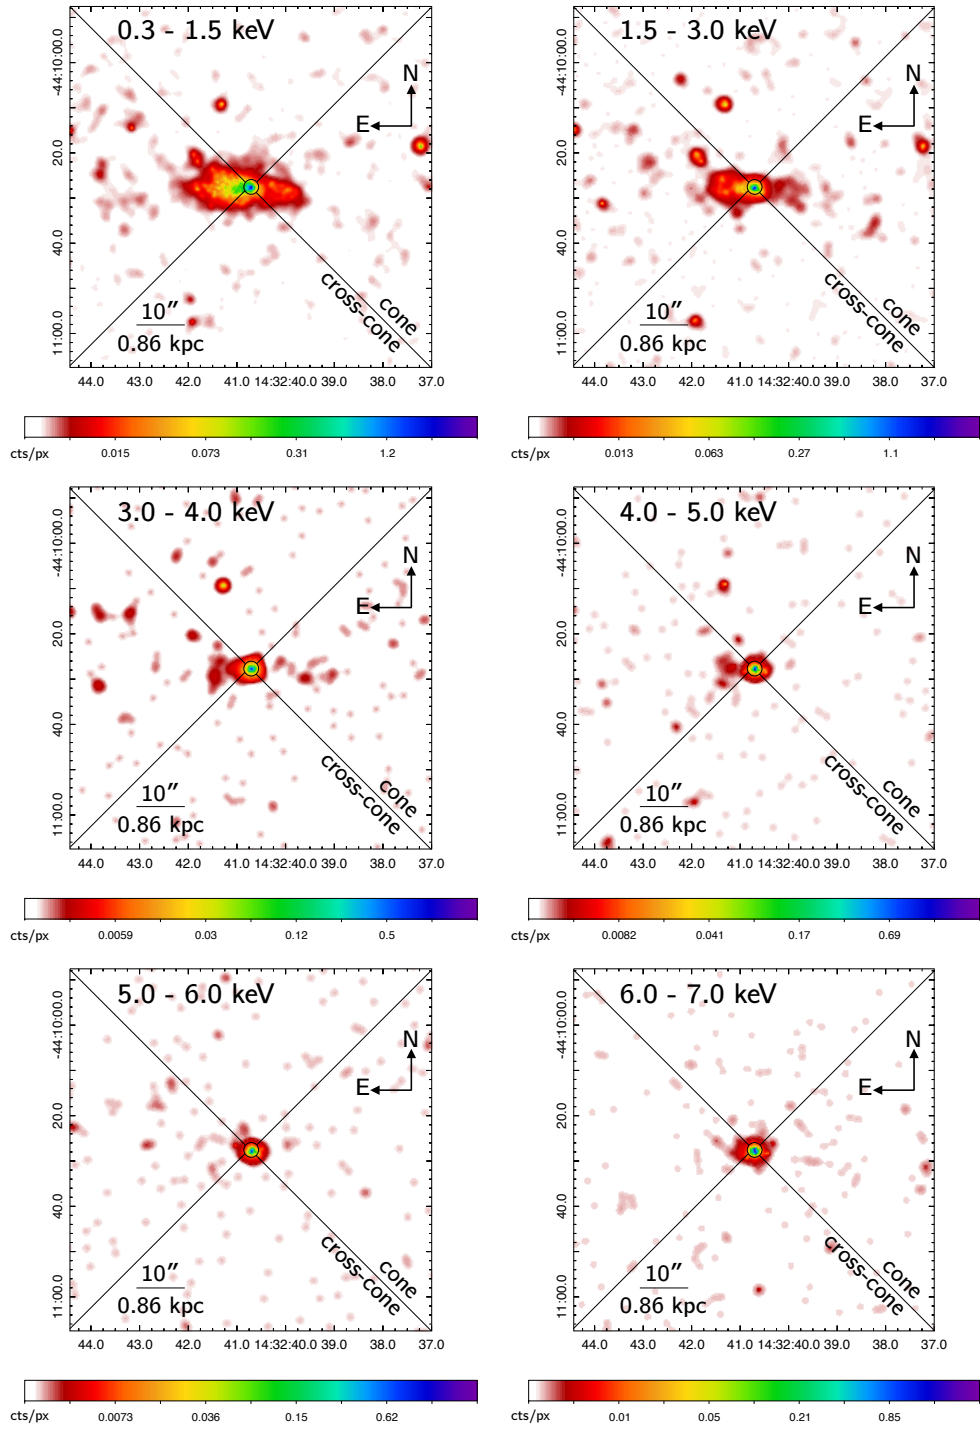 0.3 - 1.5 keV
N
E
cone
cross-cone
10″
0.86 kpc
-44:10:00.0
20.0
40.0
11:00.0
44.0 43.0 42.0 41.0 14:32:40.0 39.0 38.0 37.0
cts/px 0.015 0.073 0.31 1.2
1.5 - 3.0 keV
N
E
cone
cross-cone
10″
0.86 kpc
-44:10:00.0
20.0
40.0
11:00.0
44.0 43.0 42.0 41.0 14:32:40.0 39.0 38.0 37.0
cts/px 0.013 0.063 0.27 1.1
3.0 - 4.0 keV
N
E
cone
cross-cone
10″
0.86 kpc
-44:10:00.0
20.0
40.0
11:00.0
44.0 43.0 42.0 41.0 14:32:40.0 39.0 38.0 37.0
cts/px 0.0059 0.03 0.12 0.5
4.0 - 5.0 keV
N
E
cone
cross-cone
10″
0.86 kpc
-44:10:00.0
20.0
40.0
11:00.0
44.0 43.0 42.0 41.0 14:32:40.0 39.0 38.0 37.0
cts/px 0.0082 0.041 0.17 0.69
5.0 - 6.0 keV
N
E
cone
cross-cone
10″
0.86 kpc
-44:10:00.0
20.0
40.0
11:00.0
44.0 43.0 42.0 41.0 14:32:40.0 39.0 38.0 37.0
cts/px 0.0073 0.036 0.15 0.62
6.0 - 7.0 keV
N
E
cone
cross-cone
10″
0.86 kpc
-44:10:00.0
20.0
40.0
11:00.0
44.0 43.0 42.0 41.0 14:32:40.0 39.0 38.0 37.0
cts/px 0.01 0.05 0.21 0.85